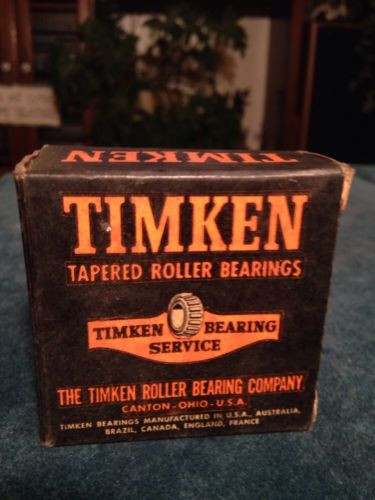 TIMKEN TIMKEN
TIMKEN
TAPERED ROLLER BEARINGS
TIMKEN BEARING
SERVICE
THE TIMKEN ROLLER BEARING COMPANY
CANTON-OHIO-U.S.A.
TIMKEN BEARINGS MANUFACTURED IN U.S.A., AUSTRALIA,
BRAZIL, CANADA, ENGLAND, FRANCE